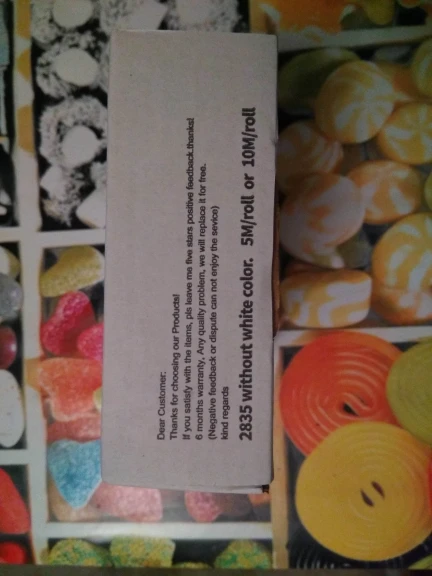 Dear Customer:
Thanks for choosing our Products!
If you satisfy with the items, pls leave me five stars positive feedback,thanks!
6 months warranty, Any quality problem, we will replace it for free.
(Negative feedback or dispute can not enjoy the sevice)
kind regards
2835 without white color. 5M/roll or 10M/roll